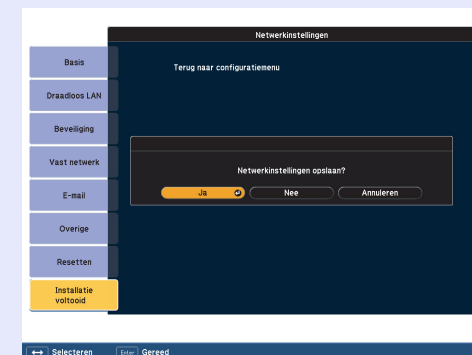 Netwerkinstellingen
Basis
Terug naar configuratiemenu
Draadloos LAN
Beveiliging
Vast netwerk
Netwerkinstellingen opslaan?
Ja
Nee
Annuleren
E-mail
Overige
Resetten
Installatie
voltooid
Selecteren
Enter Gereed